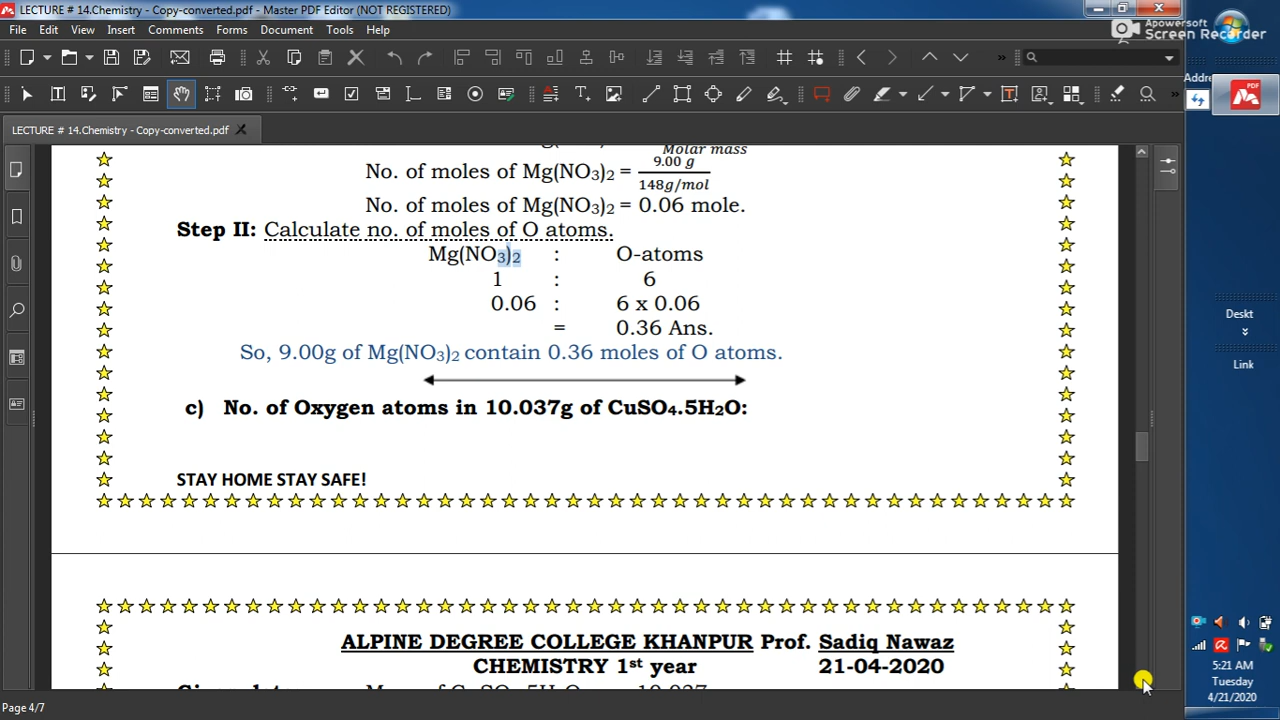 LECTURE # 14.Chemistry - Copy-converted.pdf - Master PDF Editor (NOT REGISTERED)
Apowersoft
Screen Recorder
File Edit View Insert Comments Forms Document Tools Help
Addre
LECTURE # 14.Chemistry - Copy-converted.pdf
Molar mass
No. of moles of Mg(NO₃)₂ = 9.00 g / 148g/mol
No. of moles of Mg(NO₃)₂ = 0.06 mole.
Step II: Calculate no. of moles of O atoms.
Mg(NO₃)₂ : O-atoms
1 : 6
0.06 : 6 x 0.06
= 0.36 Ans.
So, 9.00g of Mg(NO₃)₂ contain 0.36 moles of O atoms.
c) No. of Oxygen atoms in 10.037g of CuSO₄.5H₂O:
STAY HOME STAY SAFE!
ALPINE DEGREE COLLEGE KHANPUR Prof. Sadiq Nawaz
CHEMISTRY 1st year 21-04-2020
Deskt
Link
5:21 AM
Tuesday
4/21/2020
Page 4/7